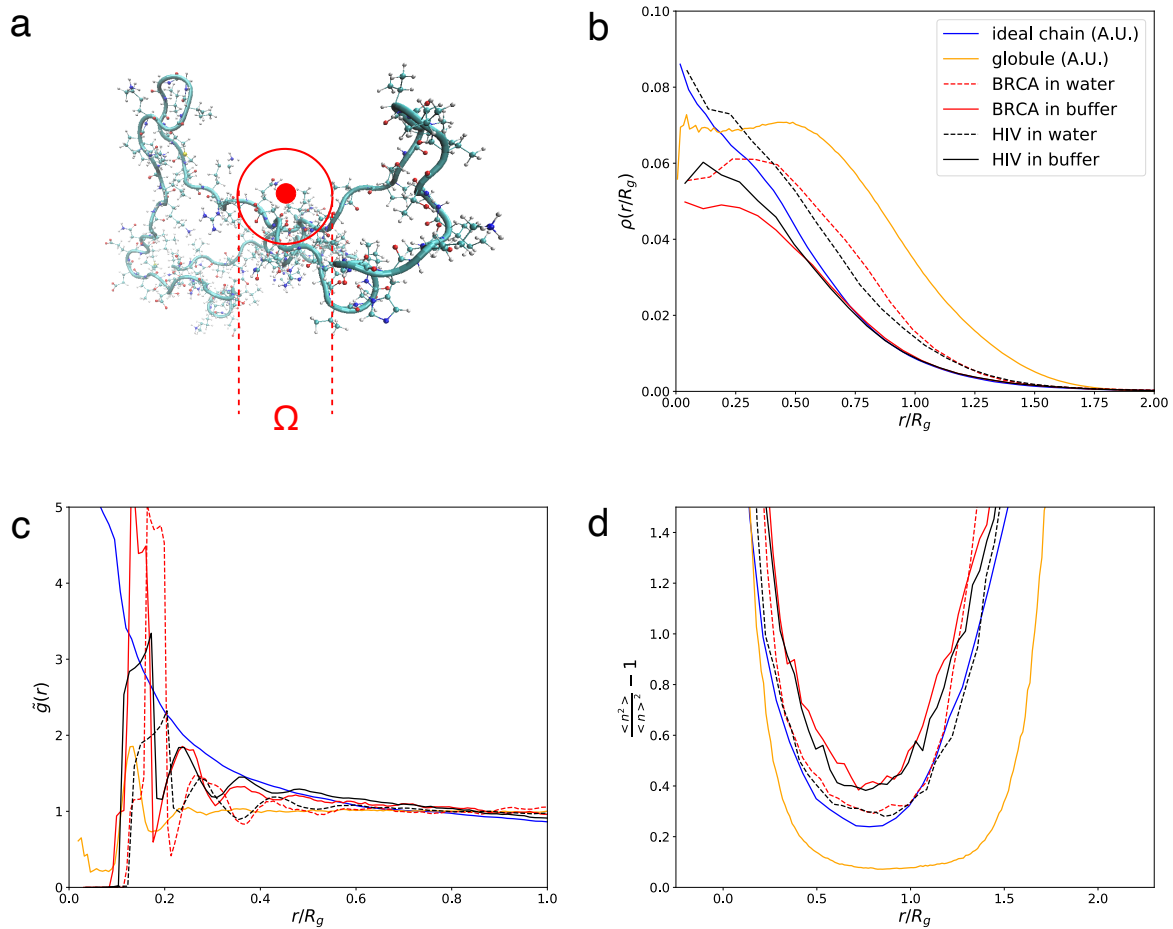 a
Ω
b
0.10
0.08
0.06
0.04
0.02
0.00
ρ(r/R_g)
0.00 0.25 0.50 0.75 1.00 1.25 1.50 1.75 2.00
r/R_g
ideal chain (A.U.)
globule (A.U.)
BRCA in water
BRCA in buffer
HIV in water
HIV in buffer
c
5
4
3
2
1
0
g̃(r)
0.0 0.2 0.4 0.6 0.8 1.0
r/R_g
d
1.4
1.2
1.0
0.8
0.6
0.4
0.2
0.0
<n²>/<n>² − 1
0.0 0.5 1.0 1.5 2.0
r/R_g